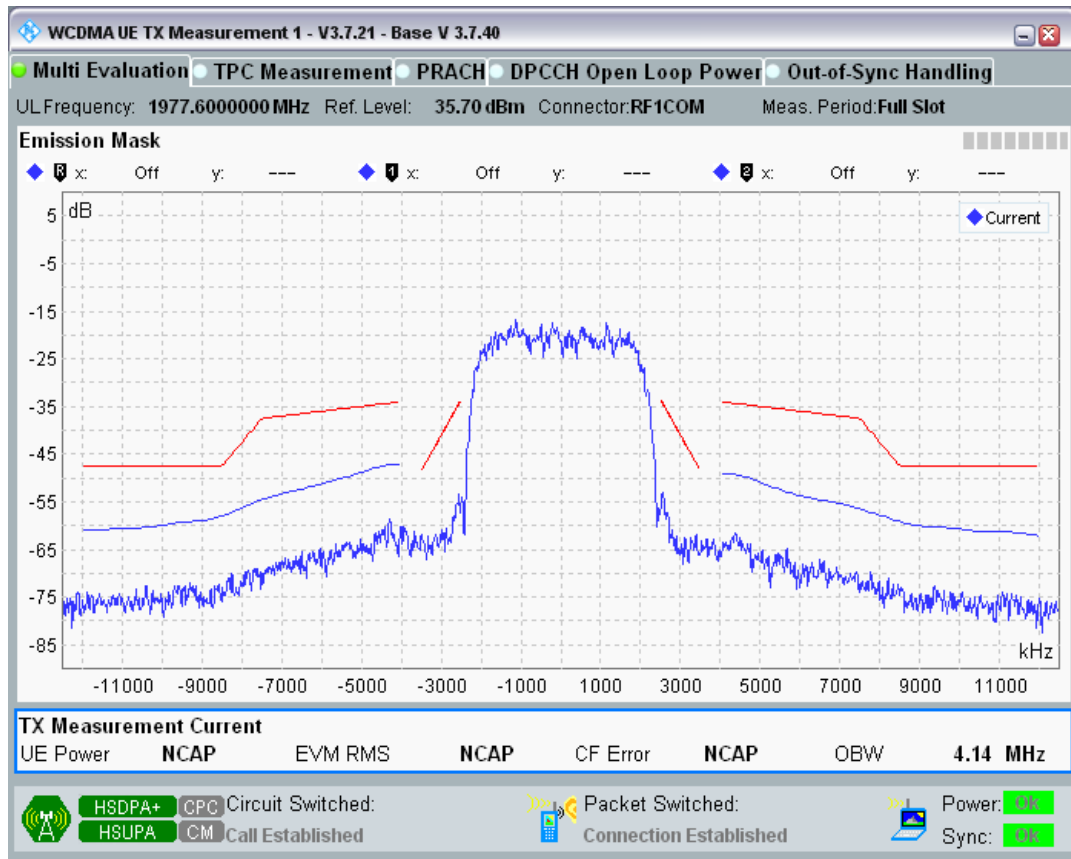 WCDMA UE TX Measurement 1 - V3.7.21 - Base V 3.7.40
Multi Evaluation TPC Measurement PRACH DPCCH Open Loop Power Out-of-Sync Handling
UL Frequency: 1977.6000000 MHz Ref. Level: 35.70 dBm Connector: RF1COM Meas. Period: Full Slot
Emission Mask
R x: Off y: --- 1 x: Off y: --- 2 x: Off y: ---
5 dB
Current
-5
-15
-25
-35
-45
-55
-65
-75
-85
kHz
-11000 -9000 -7000 -5000 -3000 -1000 1000 3000 5000 7000 9000 11000
TX Measurement Current
UE Power NCAP EVM RMS NCAP CF Error NCAP OBW 4.14 MHz
HSDPA+ CPC Circuit Switched: Packet Switched: Power: Ok
HSUPA CM Call Established Connection Established Sync: Ok